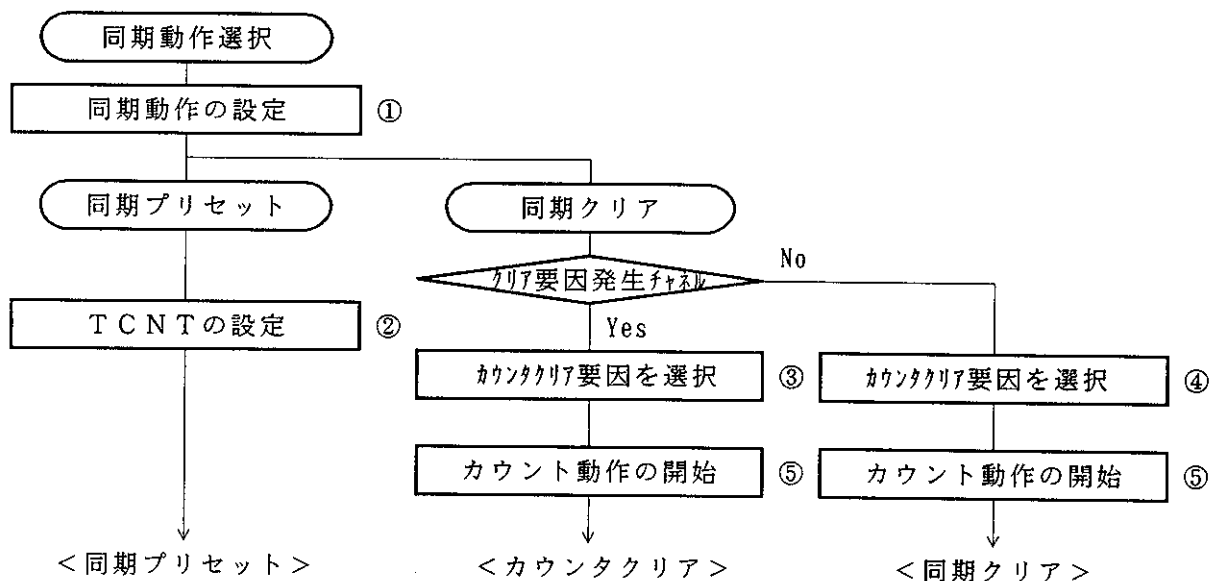 同期動作選択
同期動作の設定 ①
同期プリセット
同期クリア
クリア要因発生チャネル
No
Yes
TCNTの設定 ②
カウンタクリア要因を選択 ③
カウンタクリア要因を選択 ④
カウント動作の開始 ⑤
カウント動作の開始 ⑤
<同期プリセット>
<カウンタクリア>
<同期クリア>